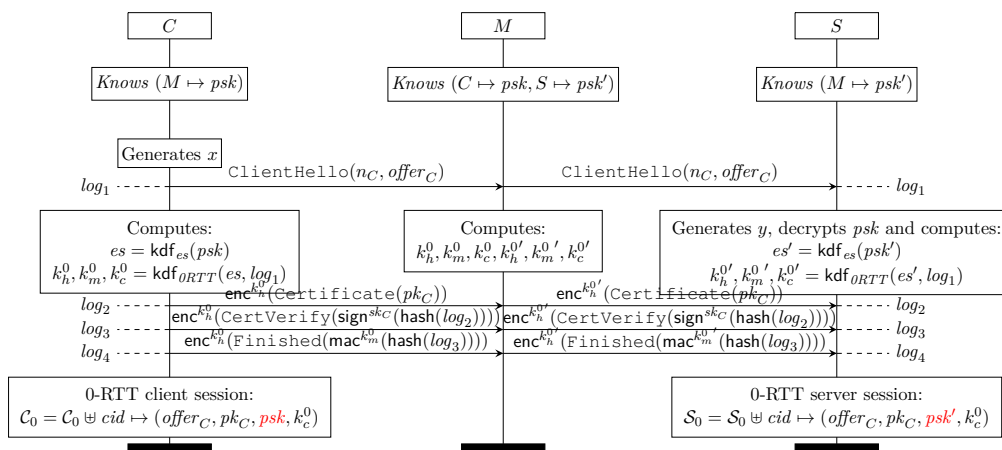 C M S
Knows (M ↦ psk) Knows (C ↦ psk, S ↦ psk′) Knows (M ↦ psk′)
Generates x
ClientHello(n_C, offer_C) ClientHello(n_C, offer_C)
log_1 log_1
Computes: Computes: Generates y, decrypts psk and computes:
es = kdf_es(psk) k_h^0, k_m^0, k_c^0, k_h^0′, k_m^0′, k_c^0′ es′ = kdf_es(psk′)
k_h^0, k_m^0, k_c^0 = kdf_0RTT(es, log_1) k_h^0′, k_m^0′, k_c^0′ = kdf_0RTT(es′, log_1)
enc^{k_h^0}(Certificate(pk_C)) enc^{k_h^0′}(Certificate(pk_C))
log_2 log_2
enc^{k_h^0}(CertVerify(sign^{sk_C}(hash(log_2)))) enc^{k_h^0′}(CertVerify(sign^{sk_C}(hash(log_2))))
log_3 log_3
enc^{k_h^0}(Finished(mac^{k_m^0}(hash(log_3)))) enc^{k_h^0′}(Finished(mac^{k_m^0′}(hash(log_3))))
log_4 log_4
0-RTT client session: 0-RTT server session:
𝒞_0 = 𝒞_0 ⊎ cid ↦ (offer_C, pk_C, psk, k_c^0) 𝒮_0 = 𝒮_0 ⊎ cid ↦ (offer_C, pk_C, psk′, k_c^0)